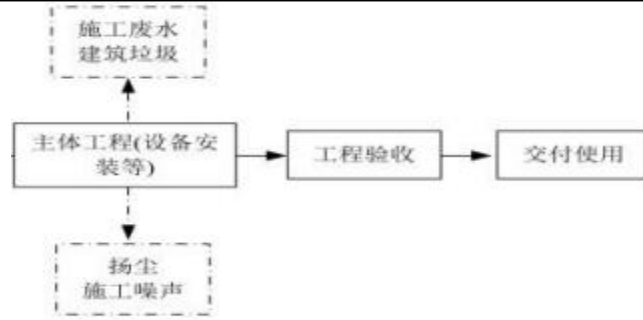 施工废水
建筑垃圾
主体工程(设备安
装等)
工程验收
交付使用
扬尘
施工噪声